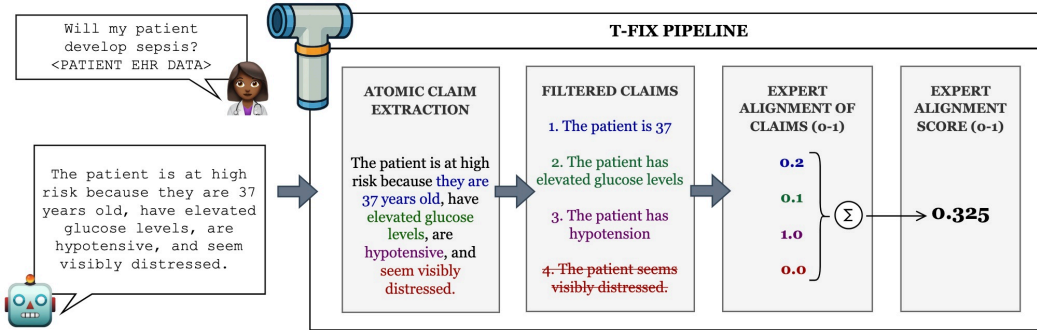 Will my patient
develop sepsis?
<PATIENT EHR DATA>
The patient is at high
risk because they are 37
years old, have elevated
glucose levels, are
hypotensive, and seem
visibly distressed.
T-FIX PIPELINE
ATOMIC CLAIM
EXTRACTION
The patient is at high
risk because they are
37 years old, have
elevated glucose
levels, are
hypotensive, and
seem visibly
distressed.
FILTERED CLAIMS
1. The patient is 37
2. The patient has
elevated glucose levels
3. The patient has
hypotension
4. The patient seems
visibly distressed.
EXPERT
ALIGNMENT OF
CLAIMS (0-1)
0.2
0.1
1.0
0.0
Σ
EXPERT
ALIGNMENT
SCORE (0-1)
0.325